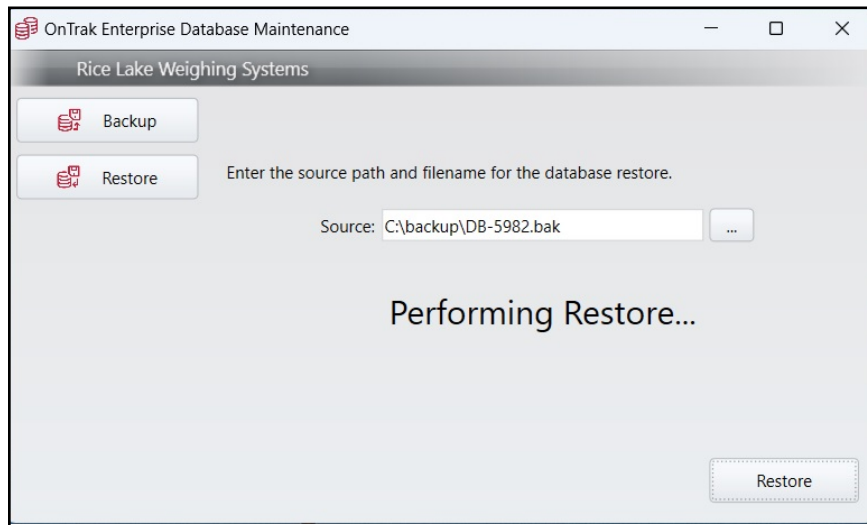 OnTrak Enterprise Database Maintenance
Rice Lake Weighing Systems
Backup
Restore
Enter the source path and filename for the database restore.
Source: C:\backup\DB-5982.bak ...
Performing Restore...
Restore